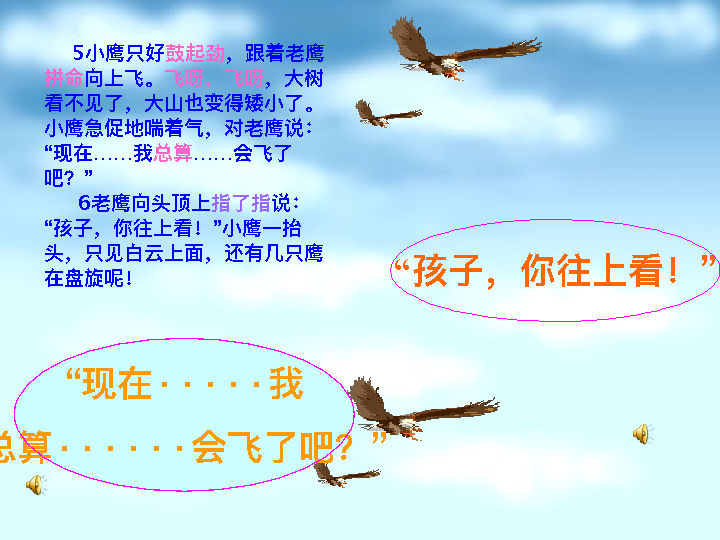 5小鹰只好鼓起劲，跟着老鹰
拼命向上飞。飞呀，飞呀，大树
看不见了，大山也变得矮小了。
小鹰急促地喘着气，对老鹰说：
“现在……我总算……会飞了
吧？”
6老鹰向头顶上指了指说：
“孩子，你往上看！”小鹰一抬
头，只见白云上面，还有几只鹰
在盘旋呢！
“孩子，你往上看！”
“现在·····我
总算······会飞了吧？”